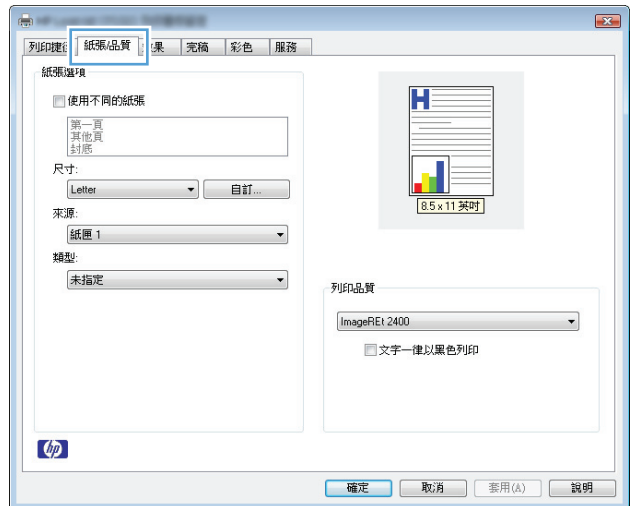 列印捷徑
紙張/品質
效果
完稿
彩色
服務
紙張選項
使用不同的紙張
第一頁
其他頁
封底
尺寸:
Letter
自訂...
來源:
紙匣 1
類型:
未指定
H
8.5 x 11 英吋
列印品質
ImageREt 2400
文字一律以黑色列印
hp
確定
取消
套用(A)
說明